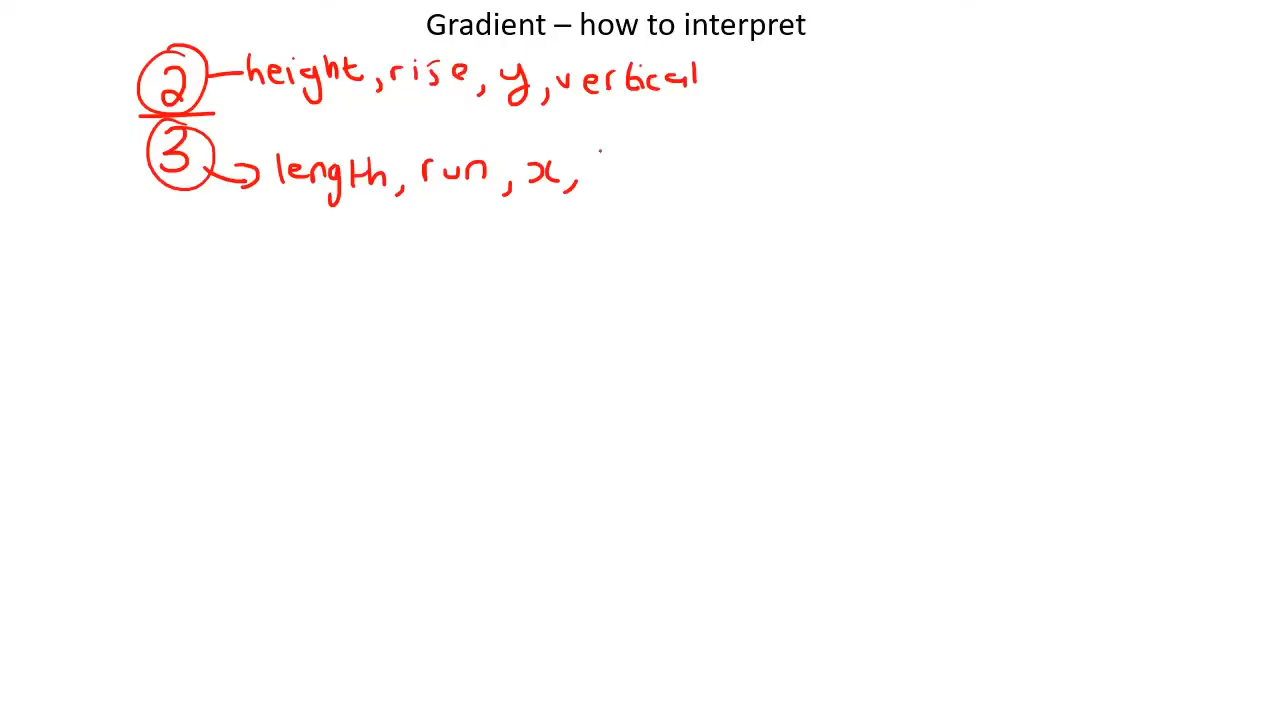 Gradient – how to interpret
2 height, rise, y, vertical
3 length, run, x,